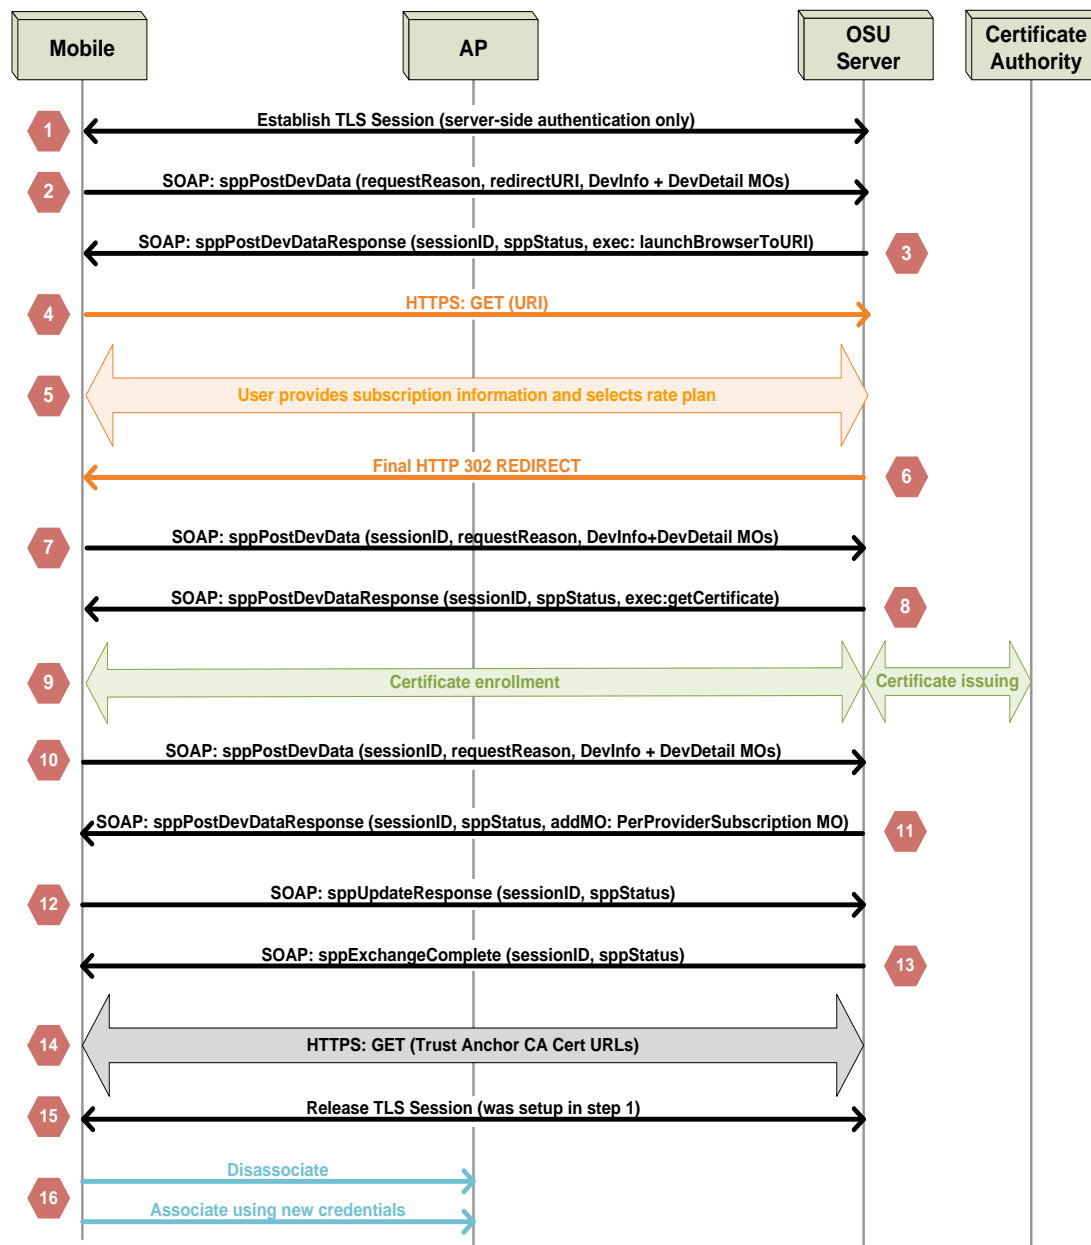 Mobile
AP
OSU
Server
Certificate
Authority
1
Establish TLS Session (server-side authentication only)
2
SOAP: sppPostDevData (requestReason, redirectURI, DevInfo + DevDetail MOs)
SOAP: sppPostDevDataResponse (sessionID, sppStatus, exec: launchBrowserToURI)
3
4
HTTPS: GET (URI)
5
User provides subscription information and selects rate plan
Final HTTP 302 REDIRECT
6
7
SOAP: sppPostDevData (sessionID, requestReason, DevInfo+DevDetail MOs)
SOAP: sppPostDevDataResponse (sessionID, sppStatus, exec:getCertificate)
8
9
Certificate enrollment
Certificate issuing
10
SOAP: sppPostDevData (sessionID, requestReason, DevInfo + DevDetail MOs)
SOAP: sppPostDevDataResponse (sessionID, sppStatus, addMO: PerProviderSubscription MO)
11
12
SOAP: sppUpdateResponse (sessionID, sppStatus)
SOAP: sppExchangeComplete (sessionID, sppStatus)
13
14
HTTPS: GET (Trust Anchor CA Cert URLs)
15
Release TLS Session (was setup in step 1)
16
Disassociate
Associate using new credentials